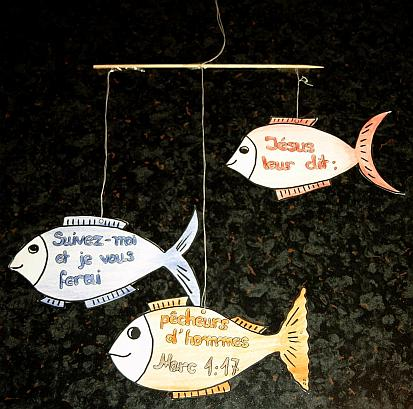 Jésus
leur dit:
Suivez-moi
et je vous
ferai
pêcheurs
d'hommes
Marc 1:17